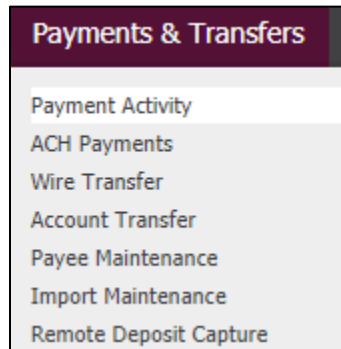 Payments & Transfers
Payment Activity
ACH Payments
Wire Transfer
Account Transfer
Payee Maintenance
Import Maintenance
Remote Deposit Capture